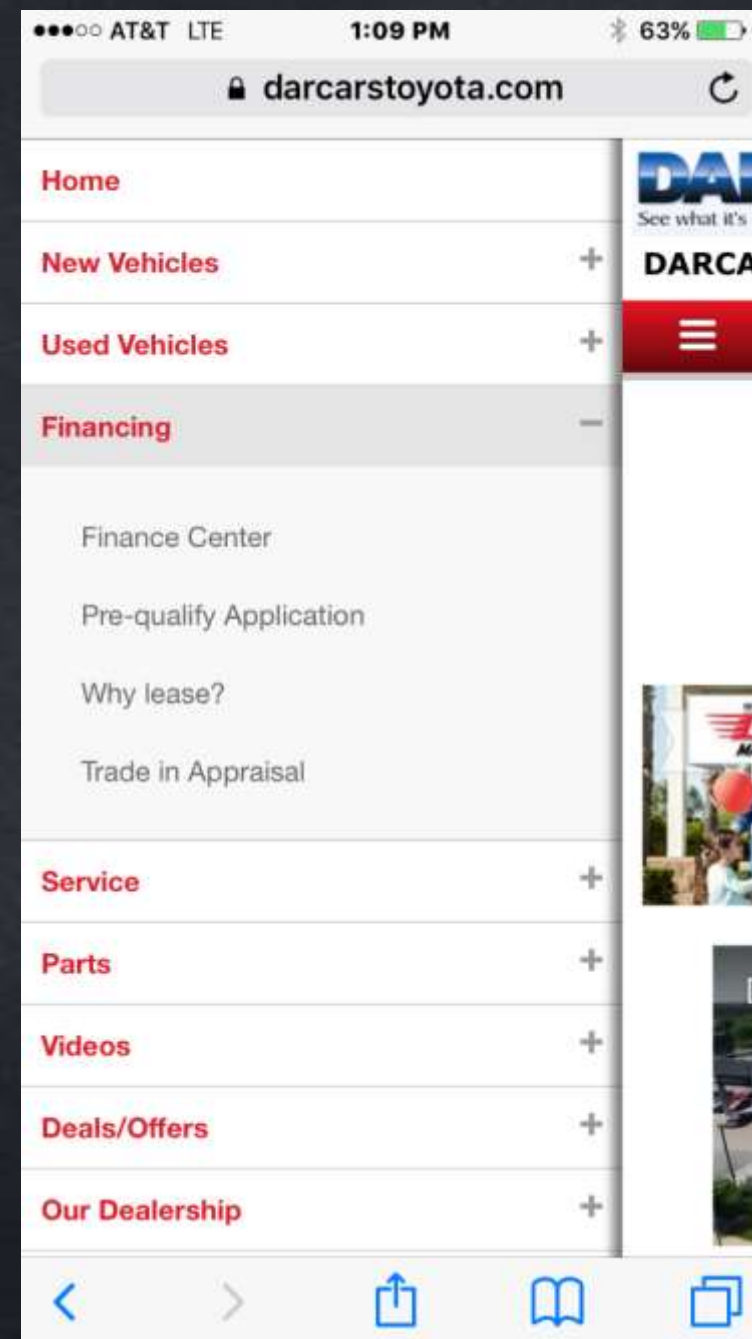 AT&T LTE 1:09 PM 63%
darcarstoyota.com
Home
See what it's
New Vehicles
DARCA
Used Vehicles
Financing
Finance Center
Pre-qualify Application
Why lease?
Trade in Appraisal
Service
Parts
Videos
Deals/Offers
Our Dealership